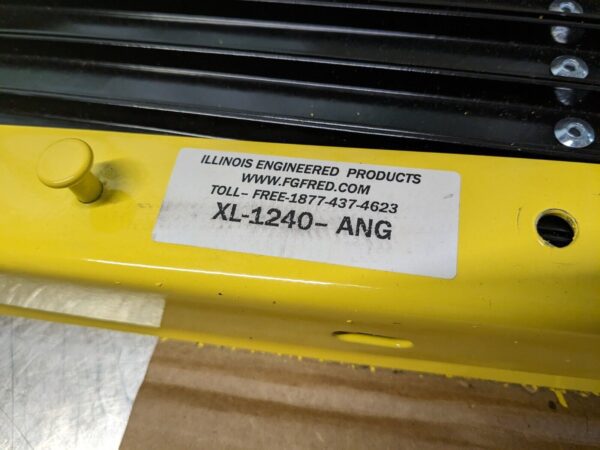 ILLINOIS ENGINEERED PRODUCTS
WWW.FGFRED.COM
TOLL– FREE-1877-437-4623
XL-1240– ANG